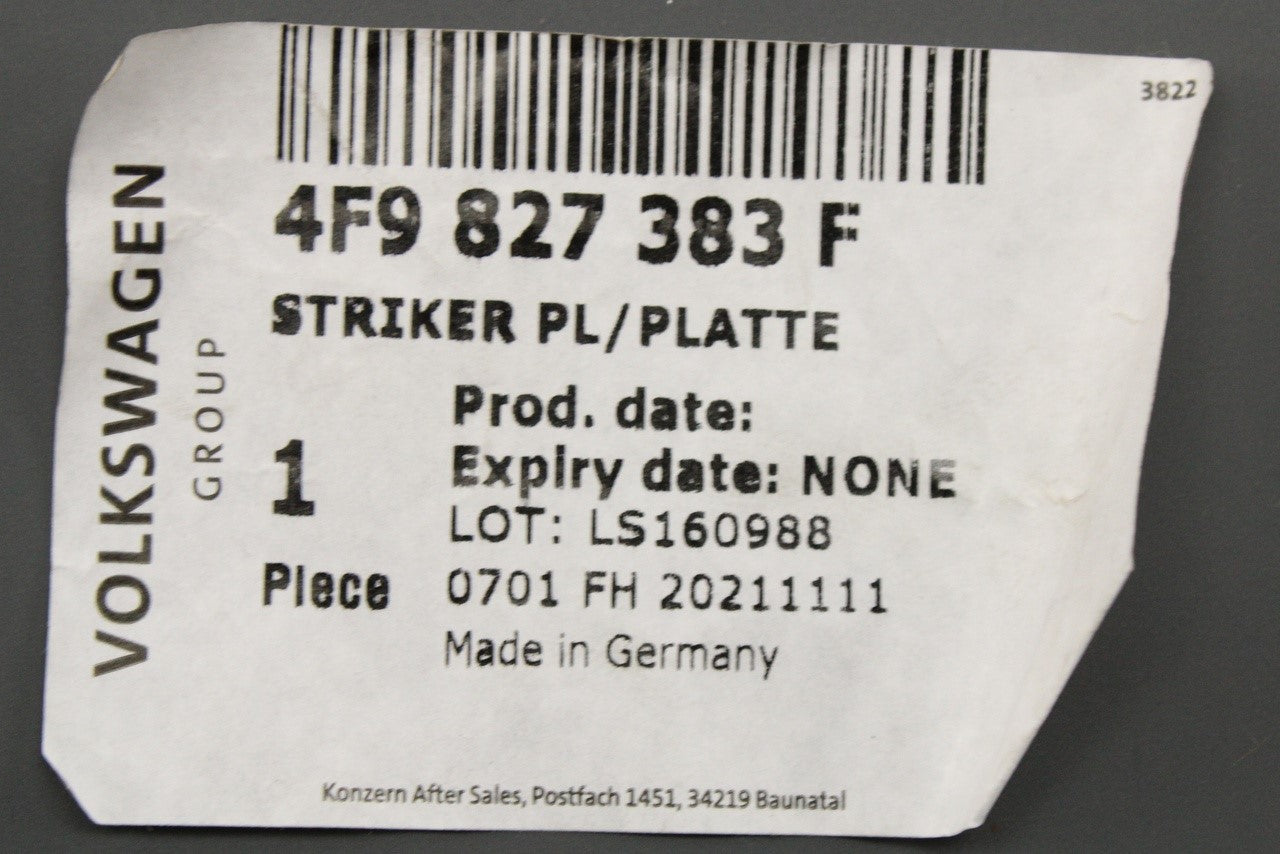 3822
4F9 827 383 F
STRIKER PL/PLATTE
Prod. date:
Expiry date: NONE
1
LOT: LS160988
Piece
0701 FH 20211111
Made in Germany
VOLKSWAGEN
GROUP
Konzern After Sales, Postfach 1451, 34219 Baunatal